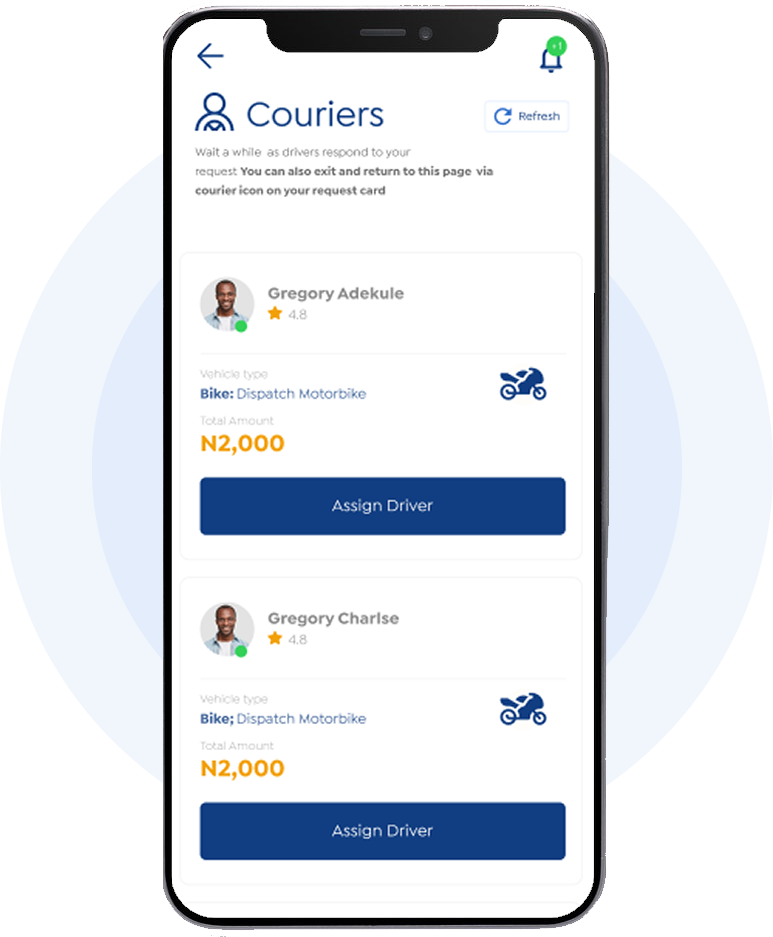 +1
Couriers
Refresh
Wait a while as drivers respond to your
request You can also exit and return to this page via
courier icon on your request card
Gregory Adekule
4.8
Vehicle type
Bike: Dispatch Motorbike
Total Amount
N2,000
Assign Driver
Gregory Charlse
4.8
Vehicle type
Bike; Dispatch Motorbike
Total Amount
N2,000
Assign Driver